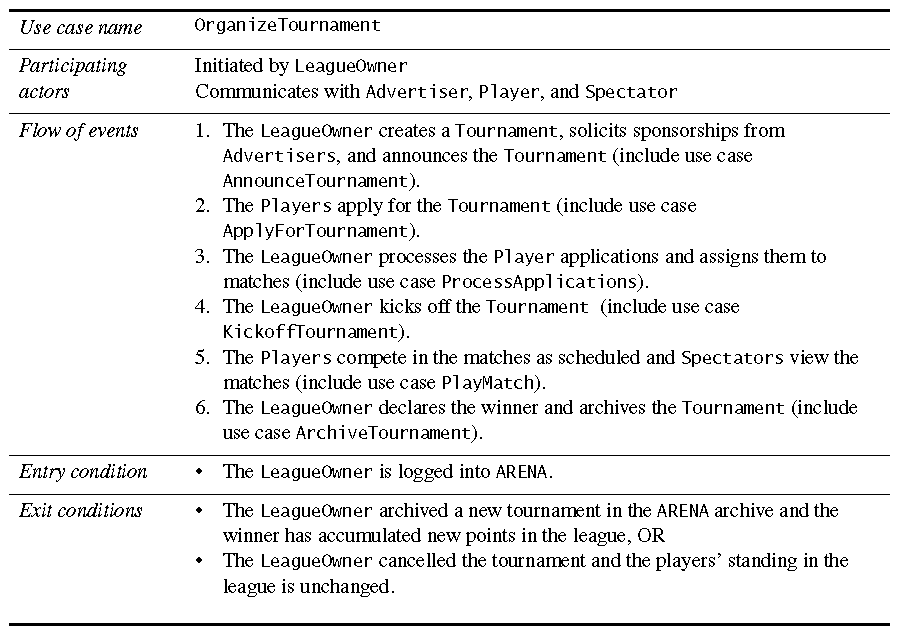 Use case name OrganizeTournament
Participating Initiated by LeagueOwner
actors Communicates with Advertiser, Player, and Spectator
Flow of events 1. The LeagueOwner creates a Tournament, solicits sponsorships from
Advertisers, and announces the Tournament (include use case
AnnounceTournament).
2. The Players apply for the Tournament (include use case
ApplyForTournament).
3. The LeagueOwner processes the Player applications and assigns them to
matches (include use case ProcessApplications).
4. The LeagueOwner kicks off the Tournament (include use case
KickoffTournament).
5. The Players compete in the matches as scheduled and Spectators view the
matches (include use case PlayMatch).
6. The LeagueOwner declares the winner and archives the Tournament (include
use case ArchiveTournament).
Entry condition • The LeagueOwner is logged into ARENA.
Exit conditions • The LeagueOwner archived a new tournament in the ARENA archive and the
winner has accumulated new points in the league, OR
• The LeagueOwner cancelled the tournament and the players’ standing in the
league is unchanged.